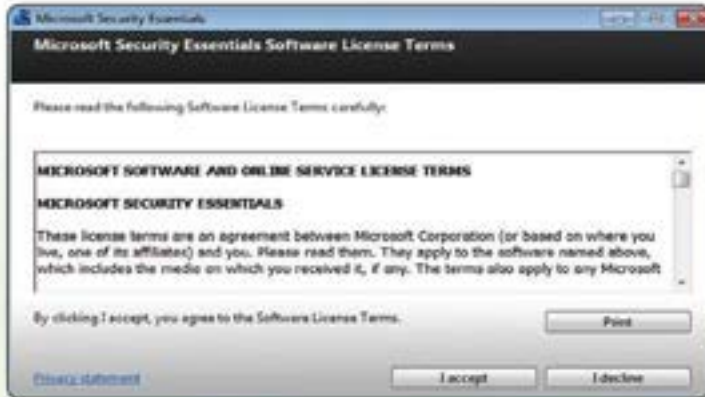 Microsoft Security Essentials
Microsoft Security Essentials Software License Terms
Please read the following Software License Terms carefully:
MICROSOFT SOFTWARE AND ONLINE SERVICE LICENSE TERMS
MICROSOFT SECURITY ESSENTIALS
These license terms are an agreement between Microsoft Corporation (or based on where you
live, one of its affiliates) and you. Please read them. They apply to the software named above,
which includes the media on which you received it, if any. The terms also apply to any Microsoft
By clicking I accept, you agree to the Software License Terms.
Print
Privacy statement
I accept
I decline